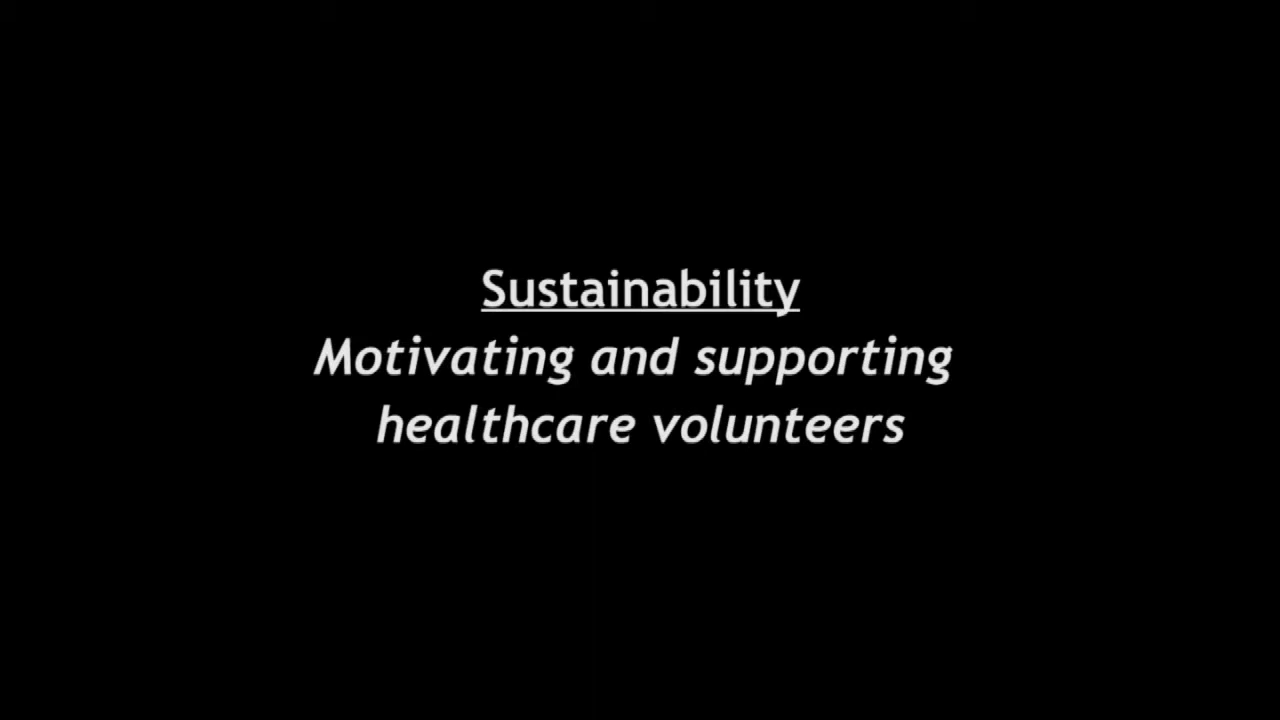 Sustainability
Motivating and supporting
healthcare volunteers